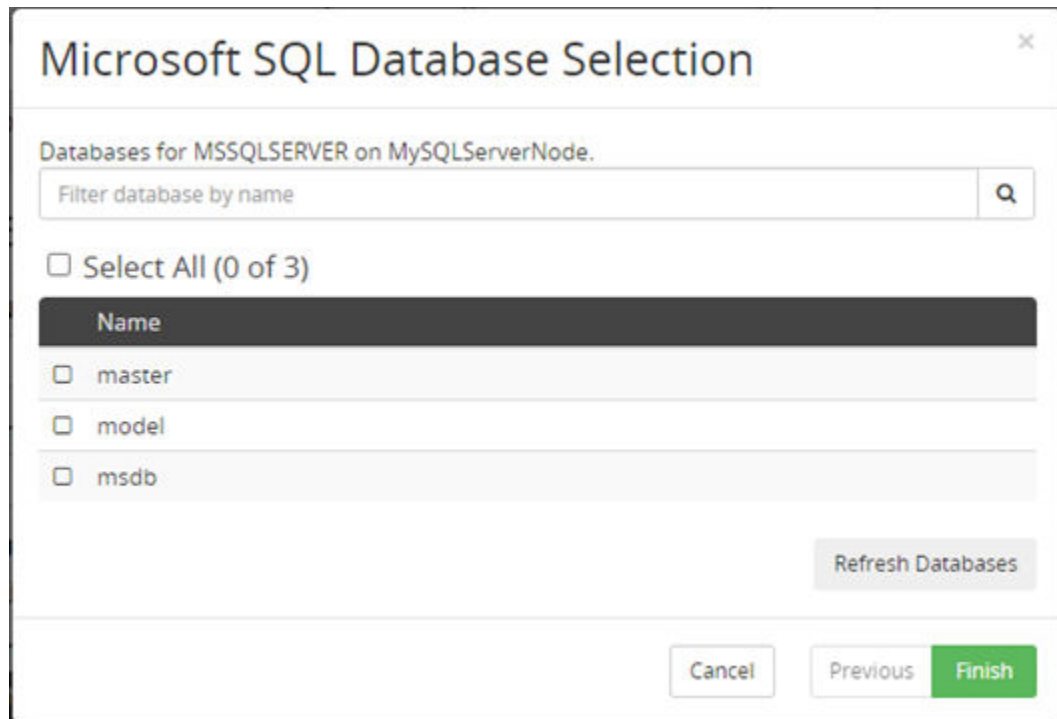 Microsoft SQL Database Selection
×
Databases for MSSQLSERVER on MySQLServerNode.
Filter database by name
Select All (0 of 3)
Name
master
model
msdb
Refresh Databases
Cancel Previous Finish